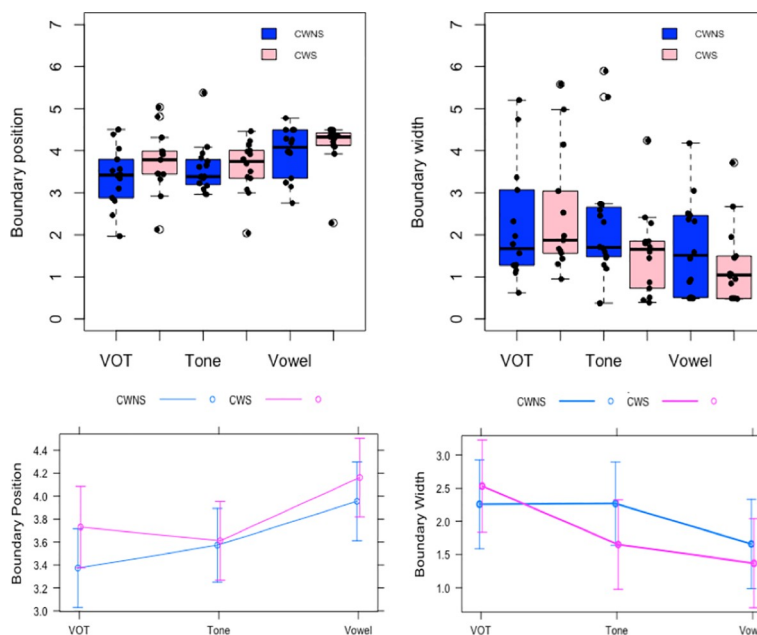 7
6
5
4
3
2
1
0
Boundary position
CWNS
CWS
VOT Tone Vowel
7
6
5
4
3
2
1
0
Boundary width
CWNS
CWS
VOT Tone Vowel
CWNS CWS
4.4
4.2
4.0
3.8
3.6
3.4
3.2
3.0
Boundary Position
VOT Tone Vowel
CWNS CWS
3.0
2.5
2.0
1.5
1.0
Boundary Width
VOT Tone Vowe